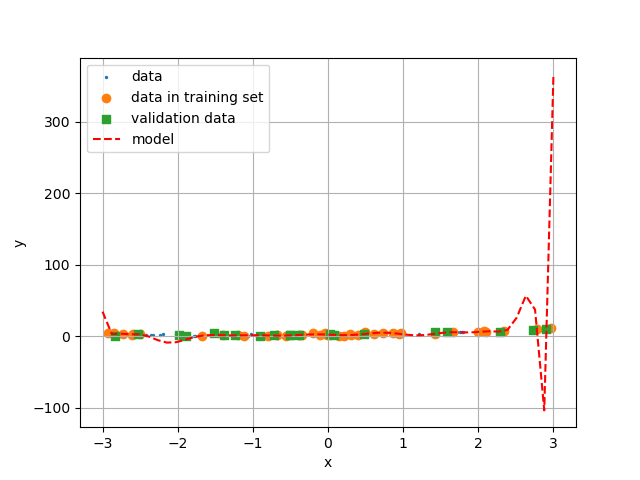 data
data in training set
validation data
model
300
200
100
0
−100
y
−3
−2
−1
0
1
2
3
x